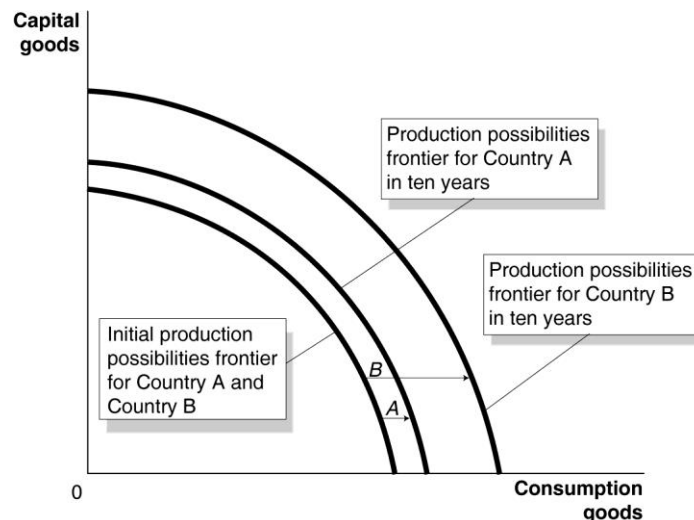 Capital
goods
Production possibilities
frontier for Country A
in ten years
Production possibilities
frontier for Country B
in ten years
Initial production
possibilities frontier
for Country A and
Country B
B
A
0
Consumption
goods